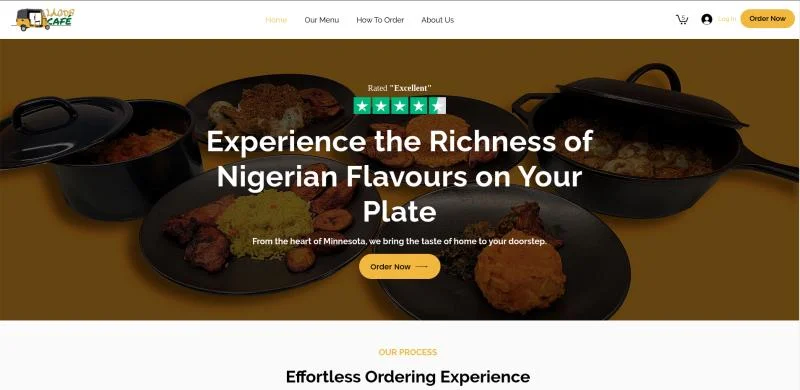 CAFÉ
Home
Our Menu
How To Order
About Us
Log In
Order Now
Rated "Excellent"
Experience the Richness of
Nigerian Flavours on Your
Plate
From the heart of Minnesota, we bring the taste of home to your doorstep.
Order Now
OUR PROCESS
Effortless Ordering Experience